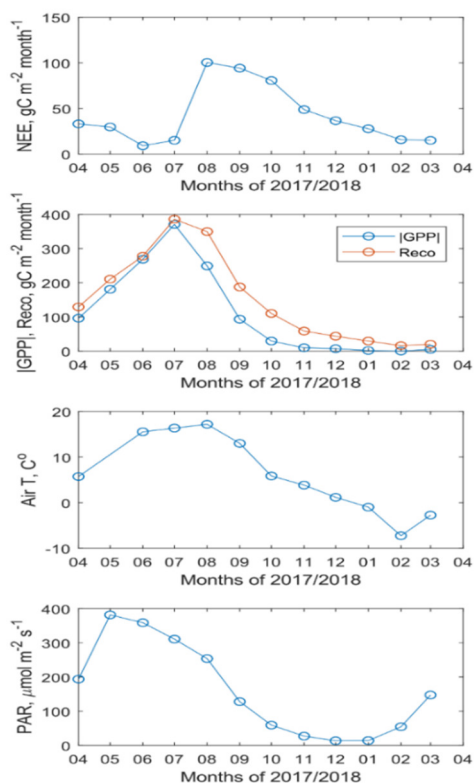 150
100
50
0
NEE, gC m-2 month-1
04 05 06 07 08 09 10 11 12 01 02 03 04
Months of 2017/2018
400
300
200
100
0
|GPP|, Reco, gC m-2 month-1
|GPP|
Reco
04 05 06 07 08 09 10 11 12 01 02 03 04
Months of 2017/2018
20
10
0
-10
Air T, Co
04 05 06 07 08 09 10 11 12 01 02 03 04
Months of 2017/2018
400
300
200
100
0
PAR, μmol m-2 s-1
04 05 06 07 08 09 10 11 12 01 02 03 04
Months of 2017/2018